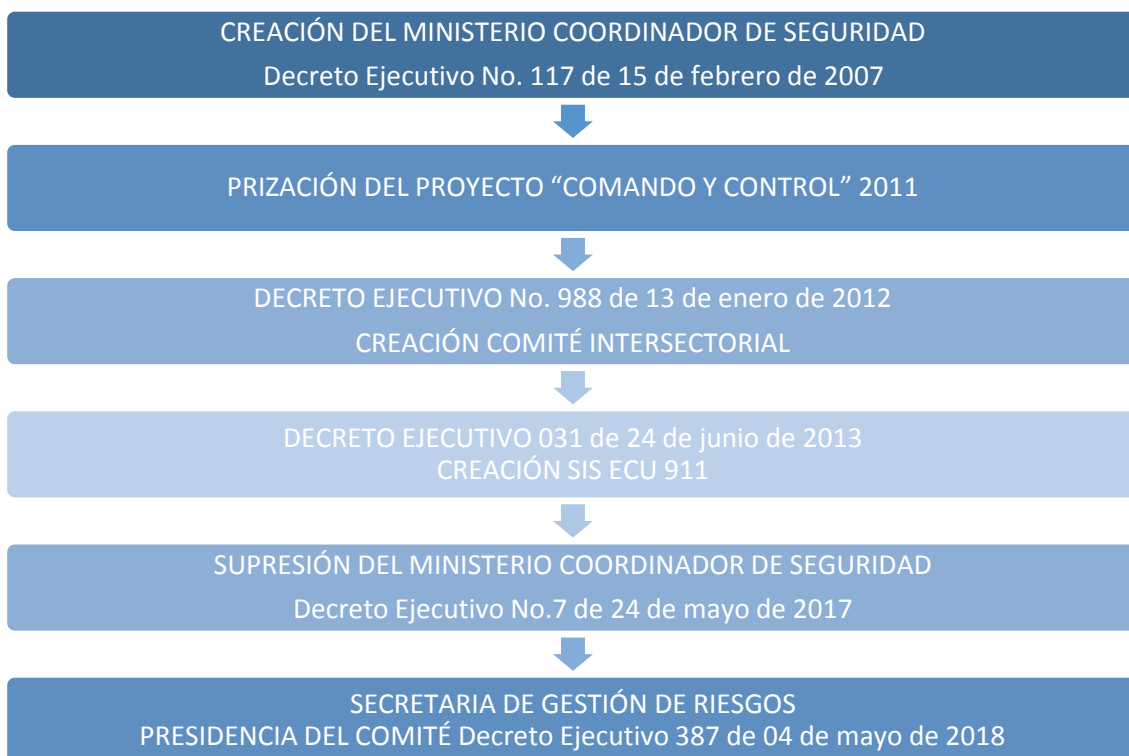 CREACIÓN DEL MINISTERIO COORDINADOR DE SEGURIDAD
Decreto Ejecutivo No. 117 de 15 de febrero de 2007
PRIZACIÓN DEL PROYECTO “COMANDO Y CONTROL” 2011
DECRETO EJECUTIVO No. 988 de 13 de enero de 2012
CREACIÓN COMITÉ INTERSECTORIAL
DECRETO EJECUTIVO 031 de 24 de junio de 2013
CREACIÓN SIS ECU 911
SUPRESIÓN DEL MINISTERIO COORDINADOR DE SEGURIDAD
Decreto Ejecutivo No.7 de 24 de mayo de 2017
SECRETARIA DE GESTIÓN DE RIESGOS
PRESIDENCIA DEL COMITÉ Decreto Ejecutivo 387 de 04 de mayo de 2018